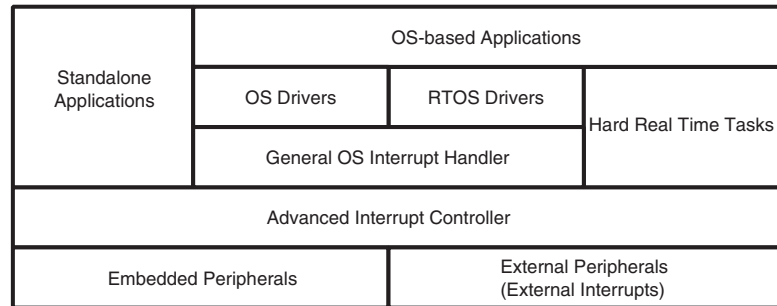 OS-based Applications
Standalone
Applications
OS Drivers
RTOS Drivers
Hard Real Time Tasks
General OS Interrupt Handler
Advanced Interrupt Controller
Embedded Peripherals
External Peripherals
(External Interrupts)